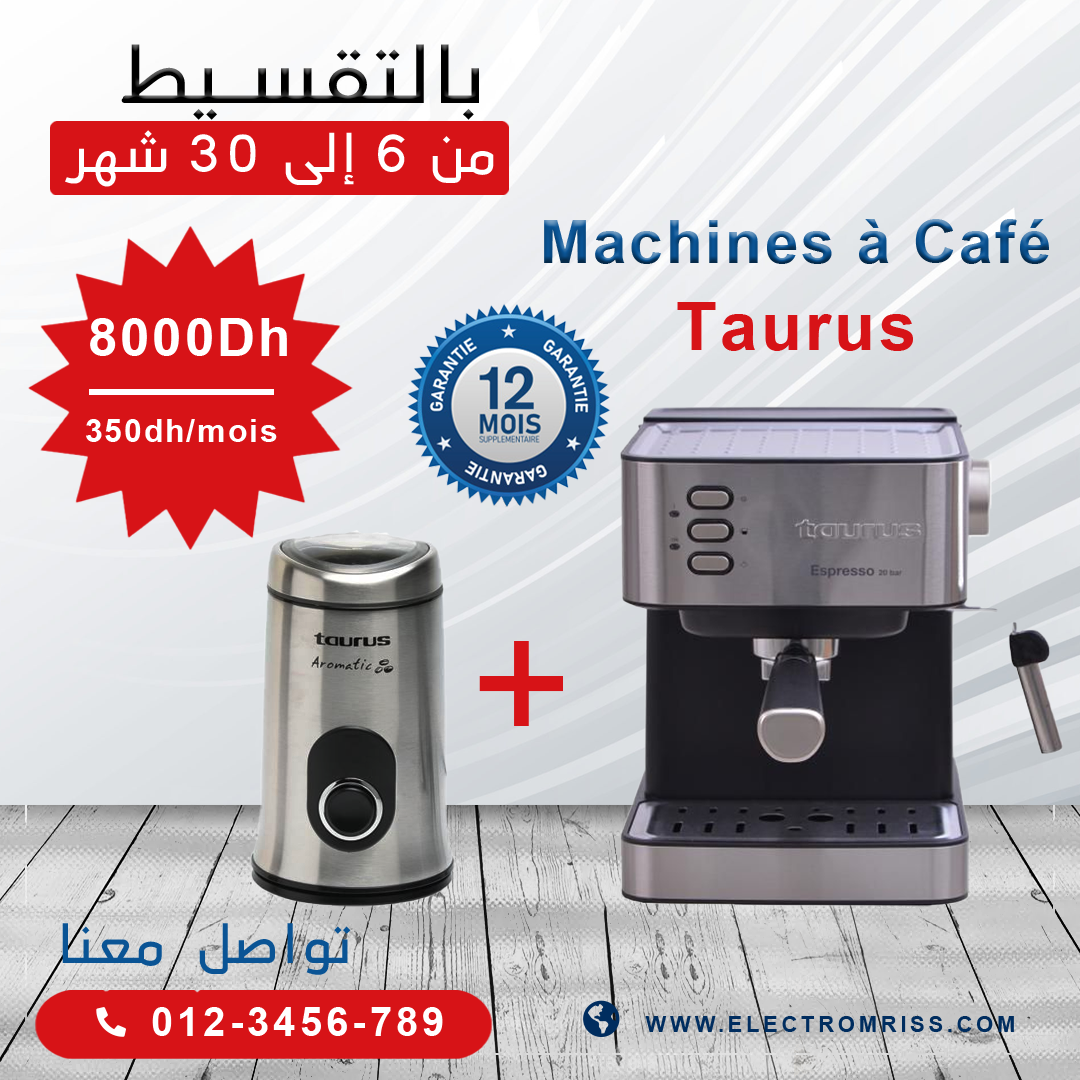 بالتقسيط
من 6 إلى 30 شهر
Machines à Café
Taurus
8000Dh
350dh/mois
GARANTIE
GARANTIE
12
MOIS
SUPPLEMENTAIRE
GARANTIE
taurus
Espresso 20 bar
taurus
Aromatic
تواصل معنا
012-3456-789
WWW.ELECTROMRISS.COM